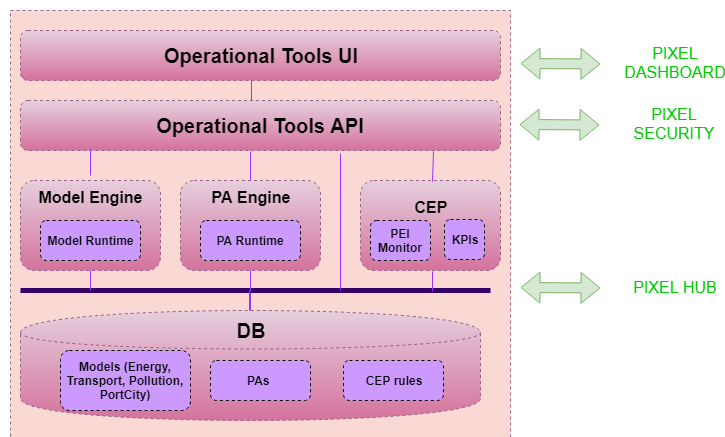 Operational Tools UI
PIXEL
DASHBOARD
Operational Tools API
PIXEL
SECURITY
Model Engine
Model Runtime
PA Engine
PA Runtime
CEP
PEI
Monitor
KPIs
PIXEL HUB
DB
Models (Energy,
Transport, Pollution,
PortCity)
PAs
CEP rules